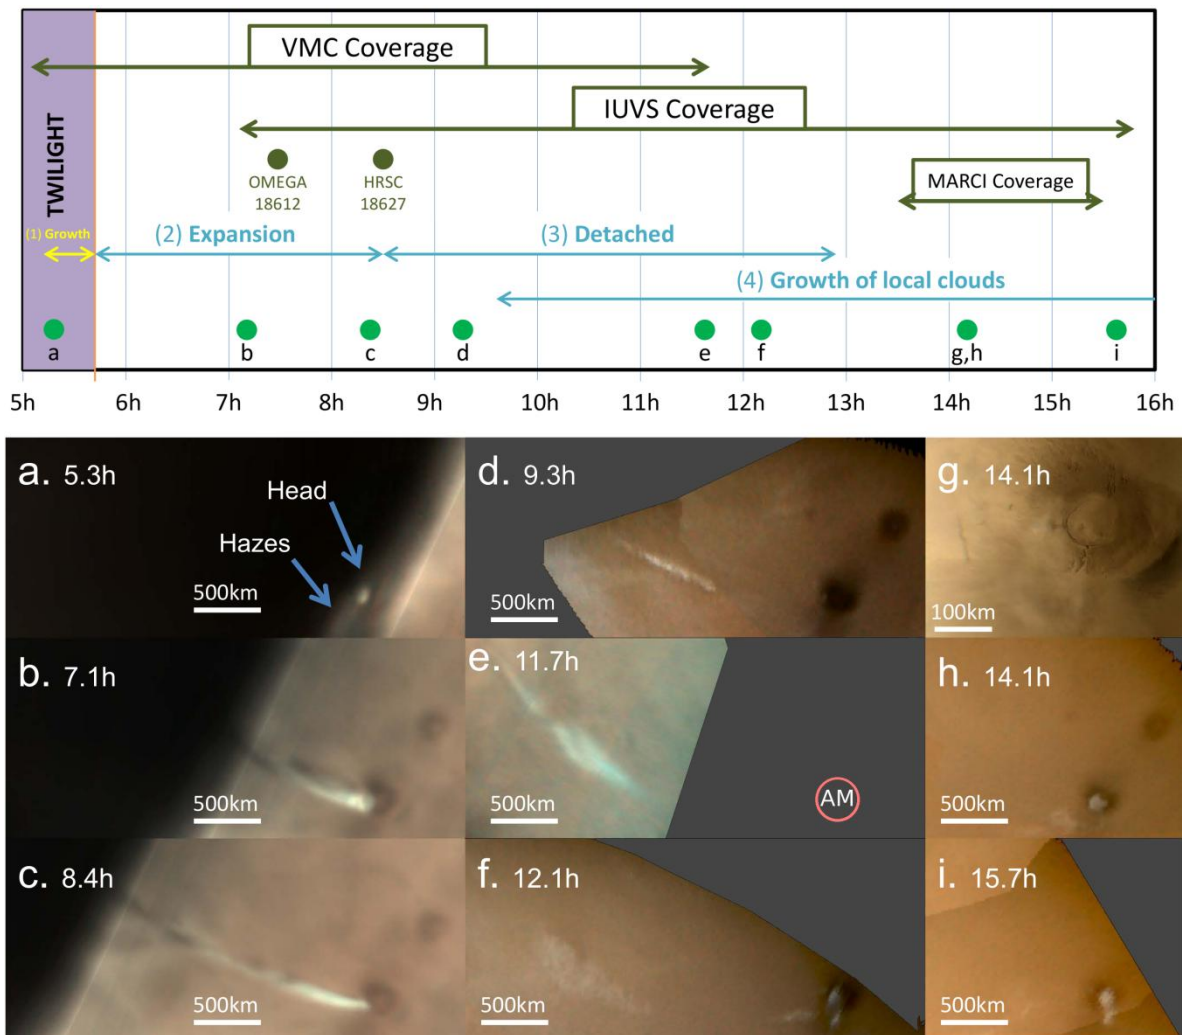 VMC Coverage
IUVS Coverage
TWILIGHT
OMEGA
18612
HRSC
18627
MARCI Coverage
(1) Growth
(2) Expansion
(3) Detached
(4) Growth of local clouds
a b c d e f g,h i
5h 6h 7h 8h 9h 10h 11h 12h 13h 14h 15h 16h
a. 5.3h
Head
Hazes
500km
b. 7.1h
500km
c. 8.4h
500km
d. 9.3h
500km
e. 11.7h
AM
500km
f. 12.1h
500km
g. 14.1h
100km
h. 14.1h
500km
i. 15.7h
500km